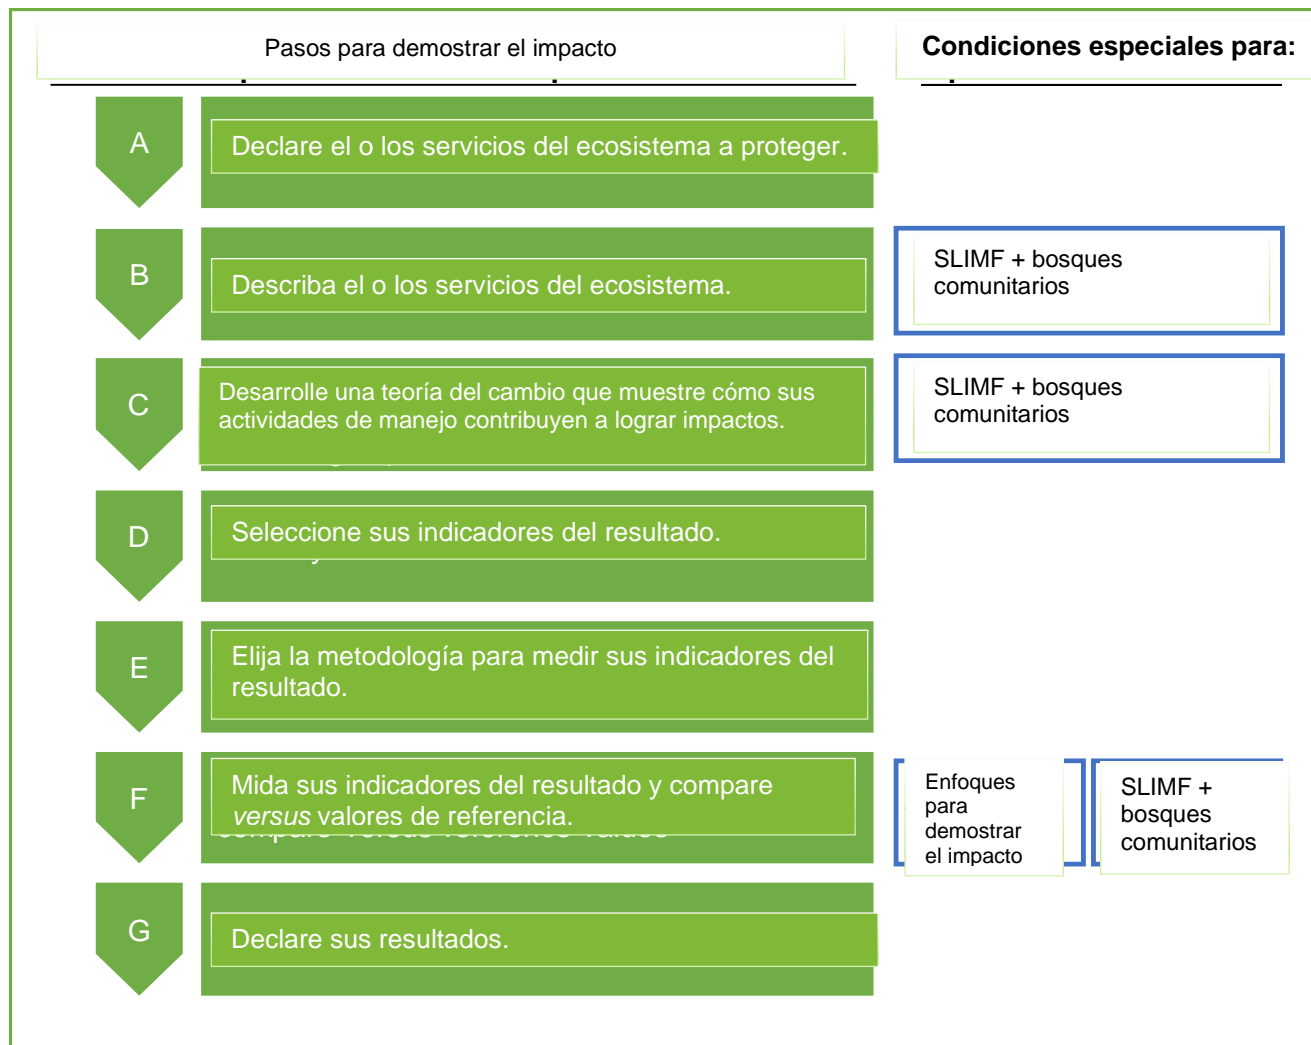 Pasos para demostrar el impacto
Condiciones especiales para:
A
Declare el o los servicios del ecosistema a proteger.
B
Describa el o los servicios del ecosistema.
SLIMF + bosques
comunitarios
C
Desarrolle una teoría del cambio que muestre cómo sus
actividades de manejo contribuyen a lograr impactos.
SLIMF + bosques
comunitarios
D
Seleccione sus indicadores del resultado.
E
Elija la metodología para medir sus indicadores del
resultado.
F
Mida sus indicadores del resultado y compare
versus valores de referencia.
Enfoques
para
demostrar
el impacto
SLIMF +
bosques
comunitarios
G
Declare sus resultados.